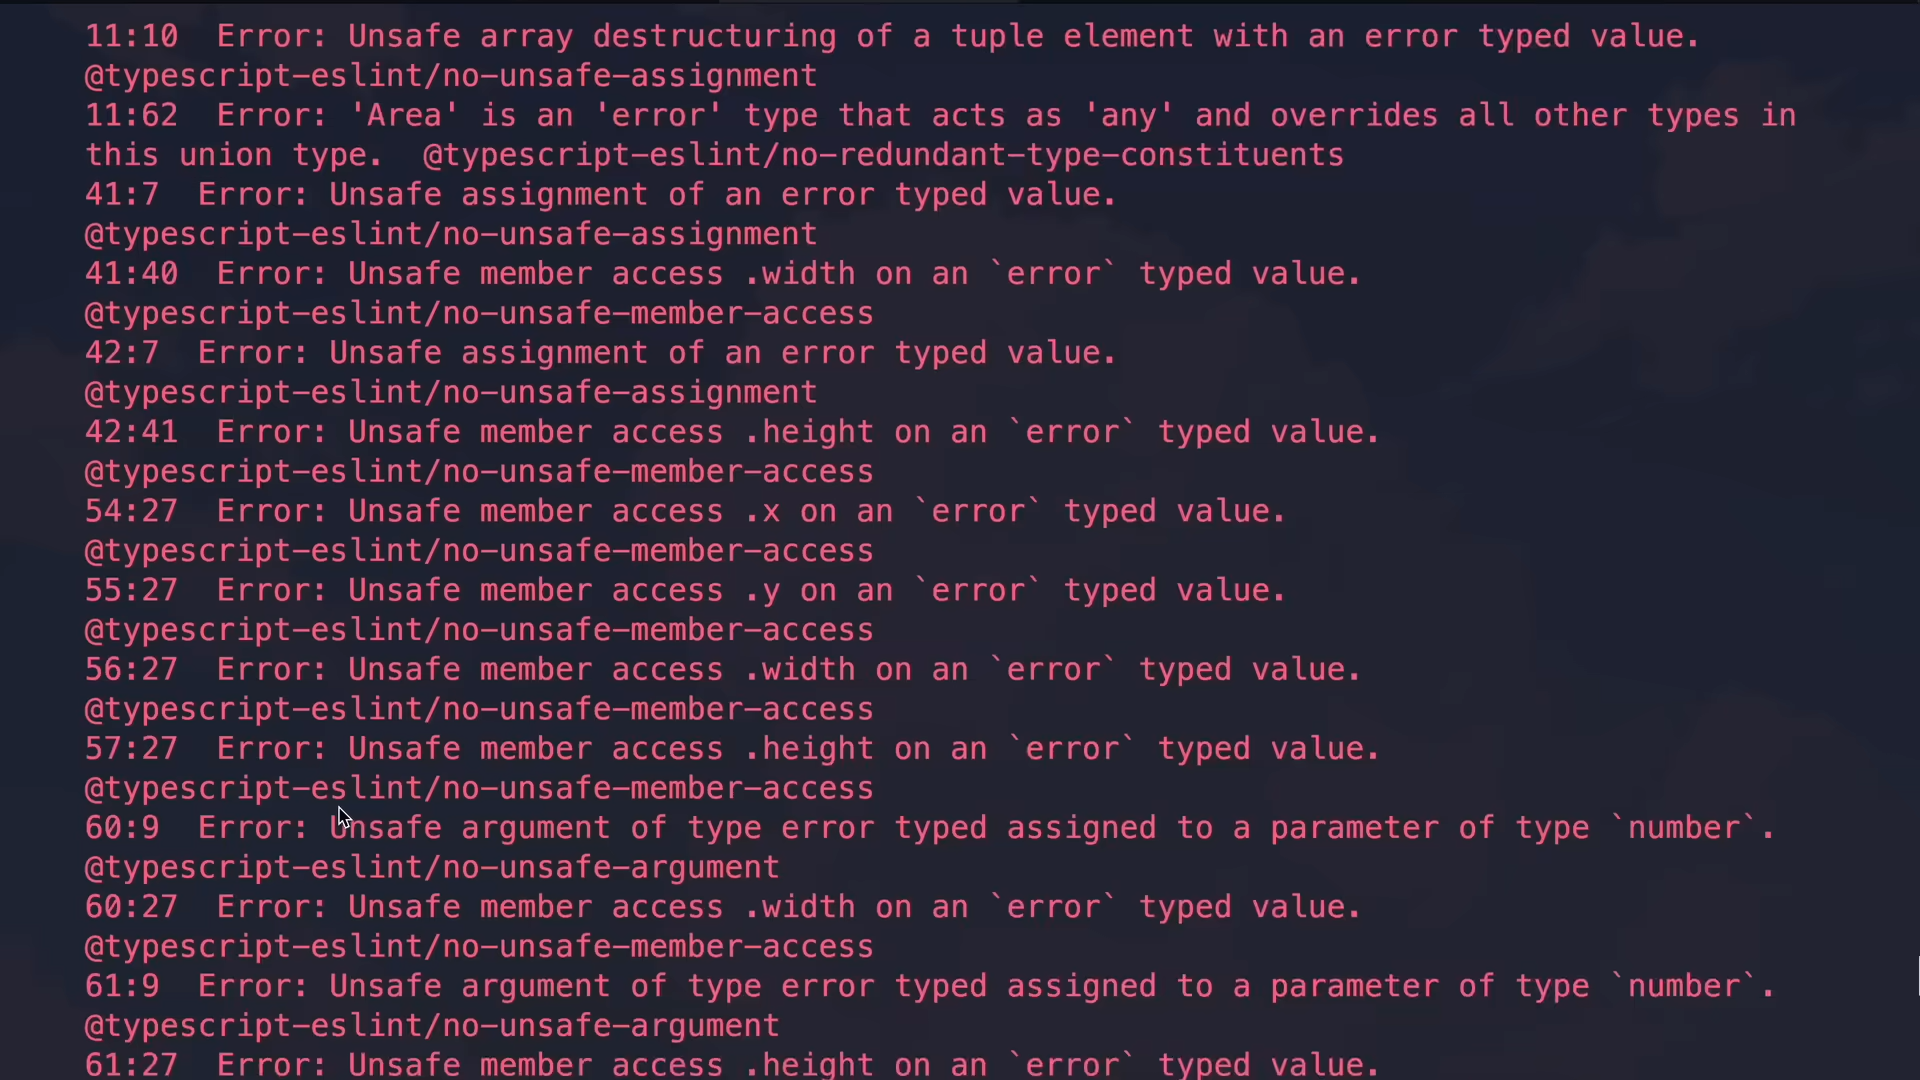 11:10  Error: Unsafe array destructuring of a tuple element with an error typed value.
@typescript-eslint/no-unsafe-assignment
11:62  Error: 'Area' is an 'error' type that acts as 'any' and overrides all other types in
this union type.  @typescript-eslint/no-redundant-type-constituents
41:7  Error: Unsafe assignment of an error typed value.
@typescript-eslint/no-unsafe-assignment
41:40  Error: Unsafe member access .width on an `error` typed value.
@typescript-eslint/no-unsafe-member-access
42:7  Error: Unsafe assignment of an error typed value.
@typescript-eslint/no-unsafe-assignment
42:41  Error: Unsafe member access .height on an `error` typed value.
@typescript-eslint/no-unsafe-member-access
54:27  Error: Unsafe member access .x on an `error` typed value.
@typescript-eslint/no-unsafe-member-access
55:27  Error: Unsafe member access .y on an `error` typed value.
@typescript-eslint/no-unsafe-member-access
56:27  Error: Unsafe member access .width on an `error` typed value.
@typescript-eslint/no-unsafe-member-access
57:27  Error: Unsafe member access .height on an `error` typed value.
@typescript-eslint/no-unsafe-member-access
60:9  Error: Unsafe argument of type error typed assigned to a parameter of type `number`.
@typescript-eslint/no-unsafe-argument
60:27  Error: Unsafe member access .width on an `error` typed value.
@typescript-eslint/no-unsafe-member-access
61:9  Error: Unsafe argument of type error typed assigned to a parameter of type `number`.
@typescript-eslint/no-unsafe-argument
61:27  Error: Unsafe member access .height on an `error` typed value.